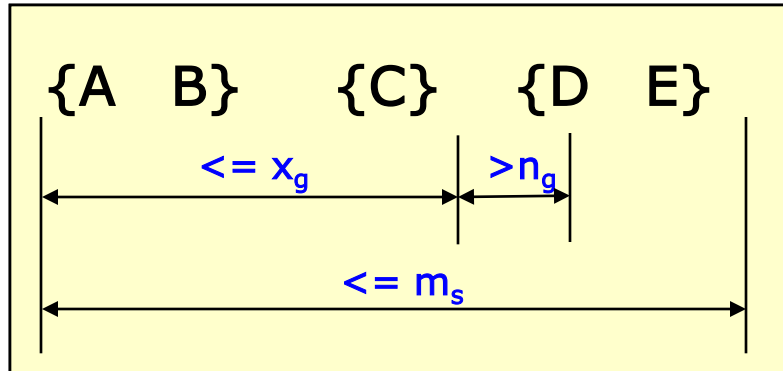 {A B} {C} {D E}
<= xg >ng
<= ms